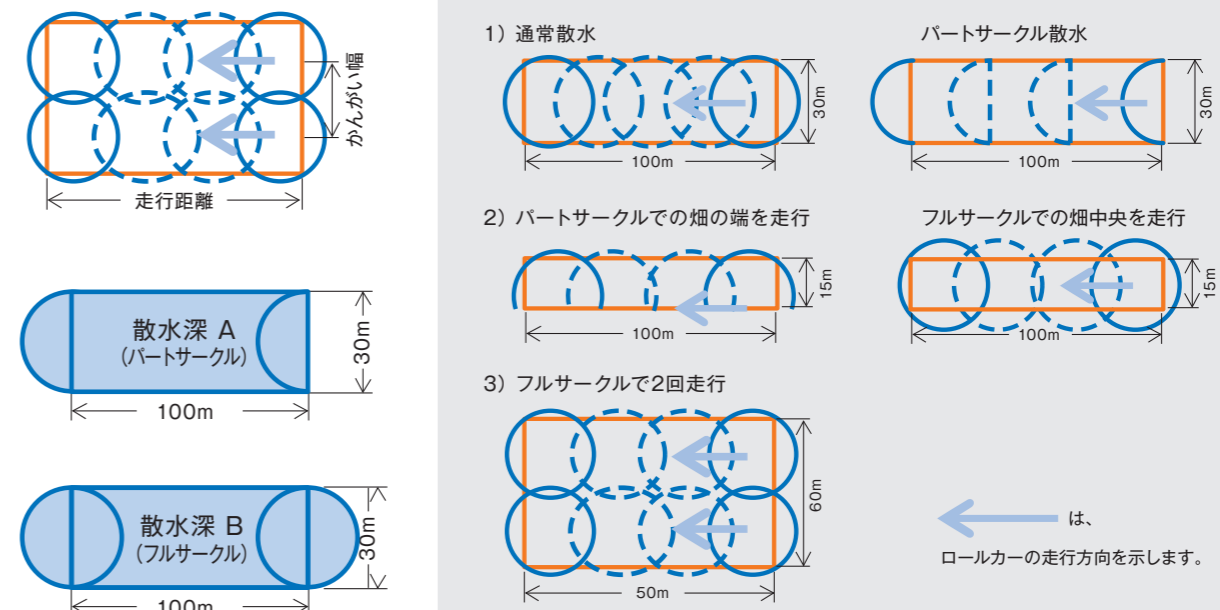 かんがい幅
走行距離
散水深 A
(パートサークル)
30m
100m
散水深 B
(フルサークル)
30m
100m
1) 通常散水
30m
100m
パートサークル散水
30m
100m
2) パートサークルでの畑の端を走行
15m
100m
フルサークルでの畑中央を走行
15m
100m
3) フルサークルで2回走行
60m
50m
は、
ロールカーの走行方向を示します。